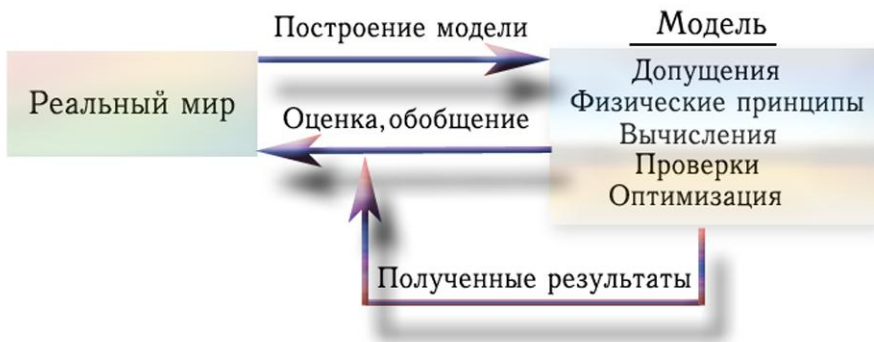 Построение модели
Модель
Реальный мир
Допущения
Физические принципы
Оценка,обобщение
Вычисления
Проверки
Оптимизация
Полученные результаты